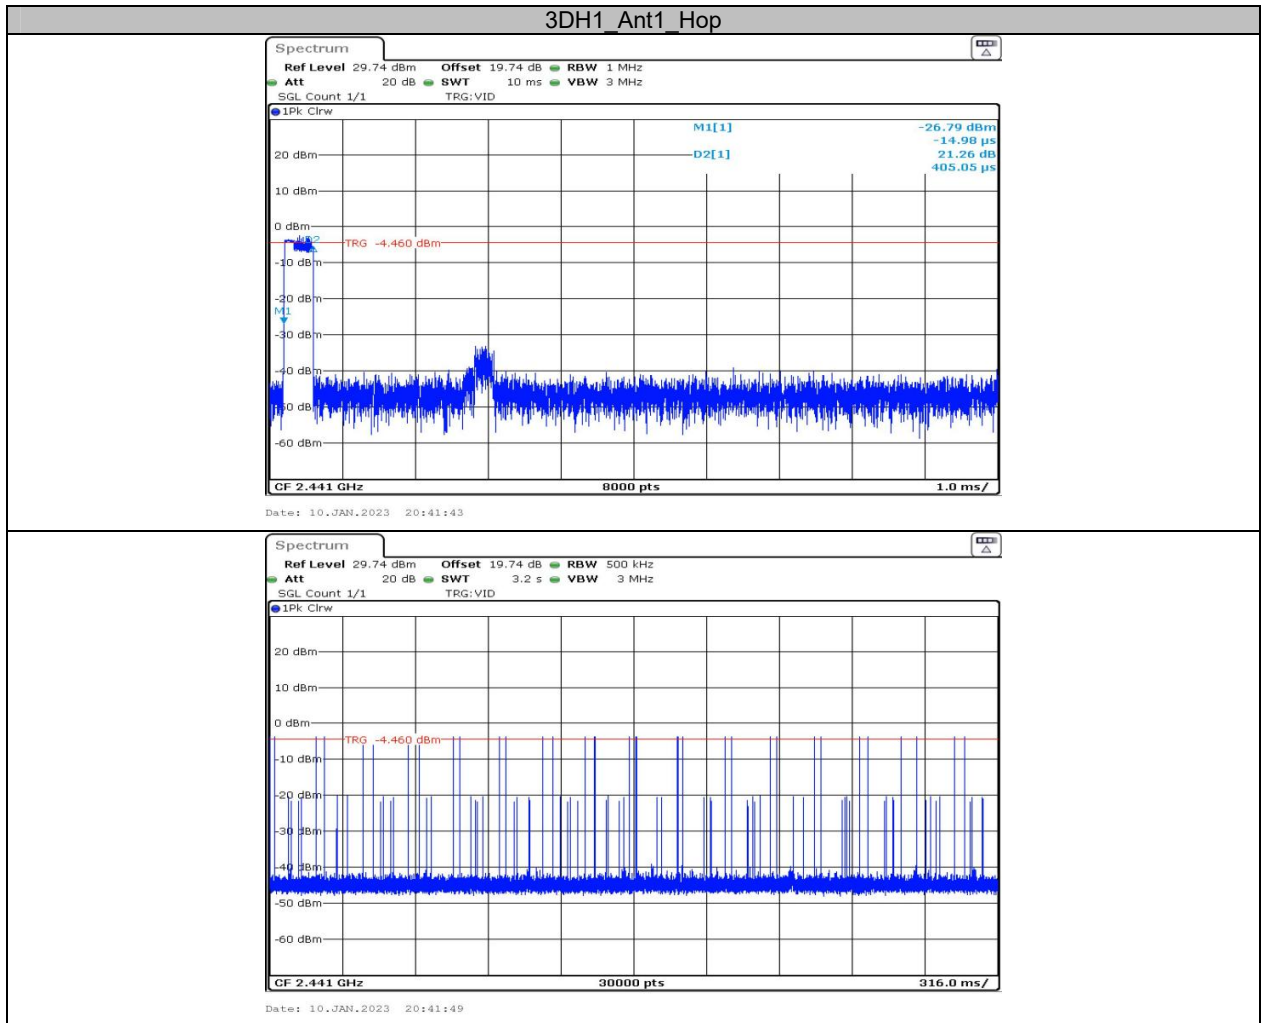 3DH1_Ant1_Hop
Spectrum
Ref Level 29.74 dBm Offset 19.74 dB RBW 1 MHz
Att 20 dB SWT 10 ms VBW 3 MHz
SGL Count 1/1 TRG:VID
1Pk Clrw
M1[1] -26.79 dBm
-14.98 µs
20 dBm D2[1] 21.26 dB
405.05 µs
10 dBm
0 dBm
D2
TRG -4.460 dBm
-10 dBm
-20 dBm
M1
-30 dBm
-40 dBm
-50 dBm
-60 dBm
CF 2.441 GHz 8000 pts 1.0 ms/
Date: 10.JAN.2023 20:41:43
Spectrum
Ref Level 29.74 dBm Offset 19.74 dB RBW 500 kHz
Att 20 dB SWT 3.2 s VBW 3 MHz
SGL Count 1/1 TRG:VID
1Pk Clrw
20 dBm
10 dBm
0 dBm
TRG -4.460 dBm
-10 dBm
-20 dBm
-30 dBm
-40 dBm
-50 dBm
-60 dBm
CF 2.441 GHz 30000 pts 316.0 ms/
Date: 10.JAN.2023 20:41:49